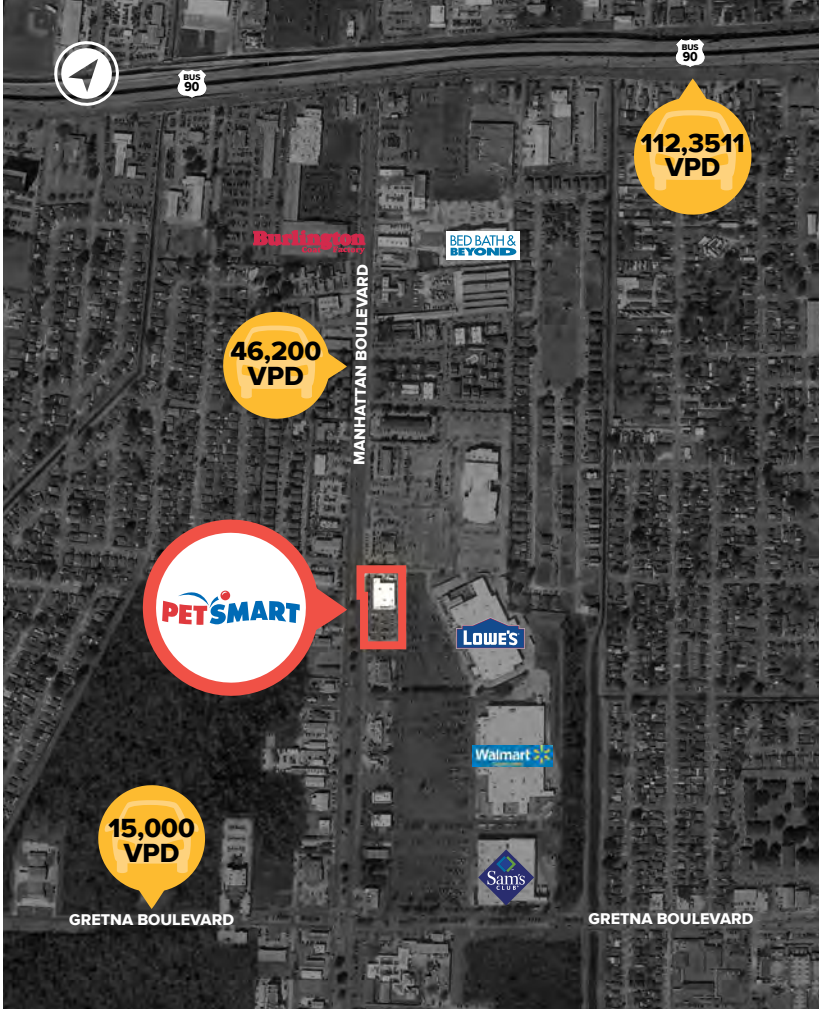 BUS
90
BUS
90
112,3511
VPD
Burlington
BED BATH &
BEYOND
MANHATTAN BOULEVARD
46,200
VPD
PETSMART
LOWE'S
Walmart
15,000
VPD
Sam's
CLUB
GRETNA BOULEVARD
GRETNA BOULEVARD